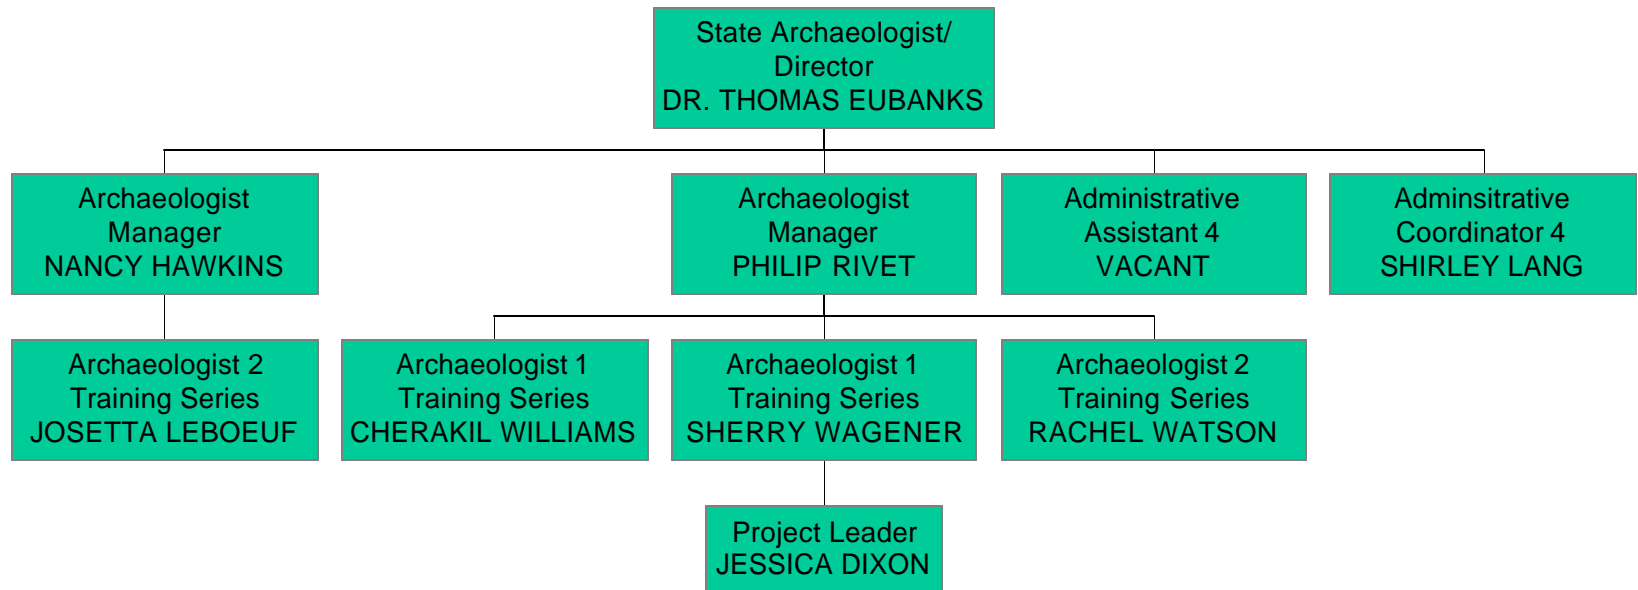 State Archaeologist/
Director
DR. THOMAS EUBANKS
Archaeologist
Manager
NANCY HAWKINS
Archaeologist
Manager
PHILIP RIVET
Administrative
Assistant 4
VACANT
Adminsitrative
Coordinator 4
SHIRLEY LANG
Archaeologist 2
Training Series
JOSETTA LEBOEUF
Archaeologist 1
Training Series
CHERAKIL WILLIAMS
Archaeologist 1
Training Series
SHERRY WAGENER
Archaeologist 2
Training Series
RACHEL WATSON
Project Leader
JESSICA DIXON